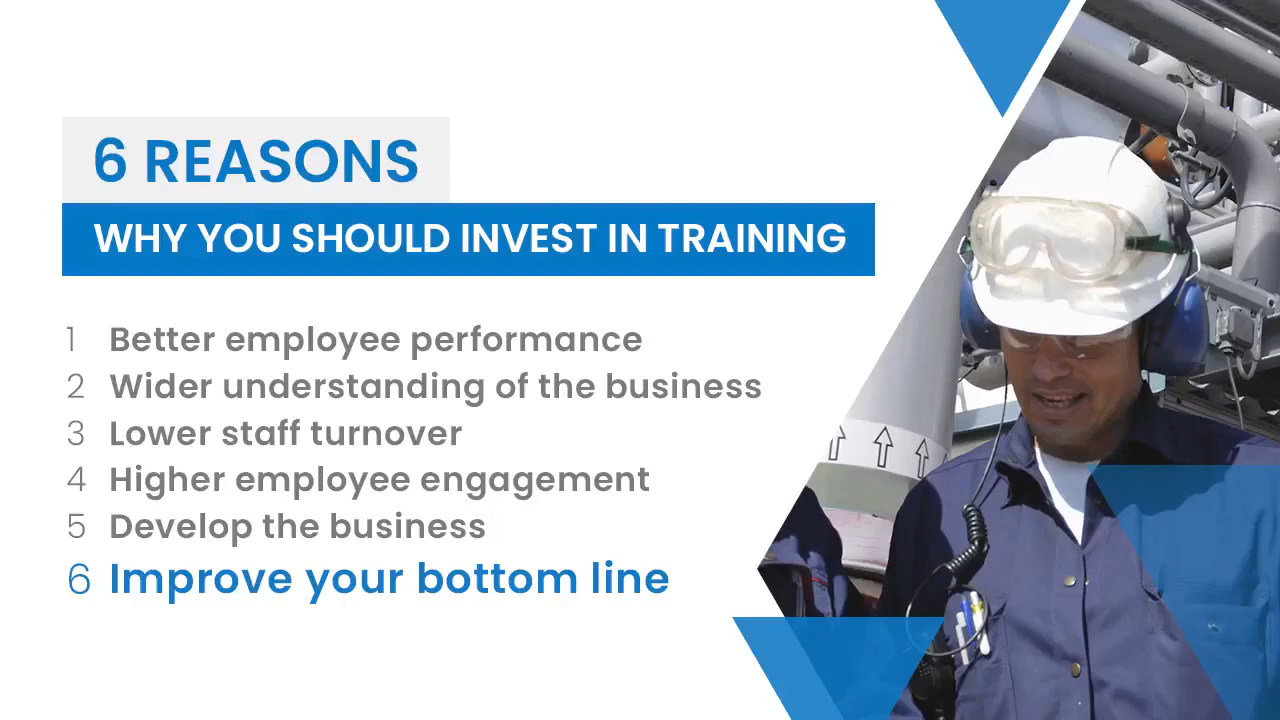 6 REASONS
WHY YOU SHOULD INVEST IN TRAINING
1 Better employee performance
2 Wider understanding of the business
3 Lower staff turnover
4 Higher employee engagement
5 Develop the business
6 Improve your bottom line